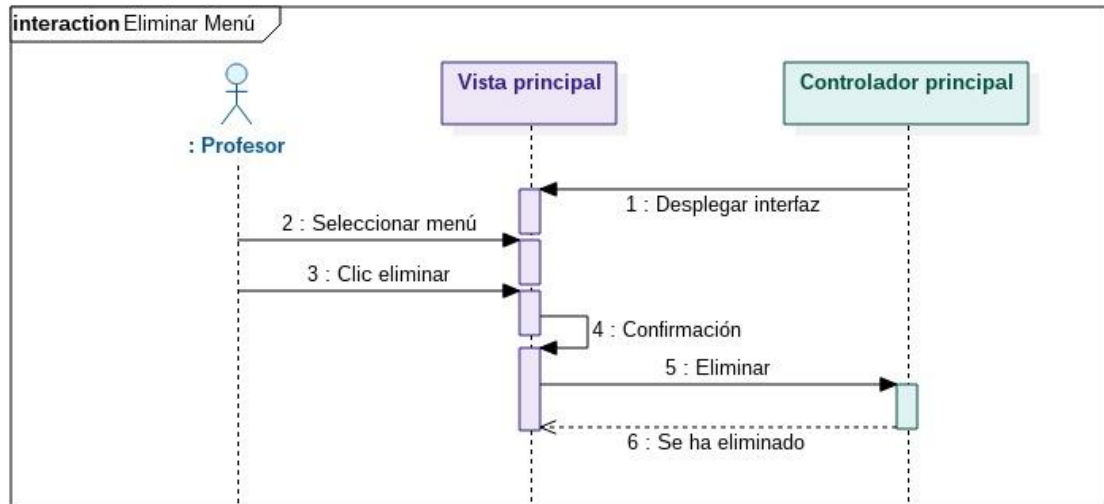 interaction Eliminar Menú
Vista principal
Controlador principal
: Profesor
1 : Desplegar interfaz
2 : Seleccionar menú
3 : Clic eliminar
4 : Confirmación
5 : Eliminar
6 : Se ha eliminado